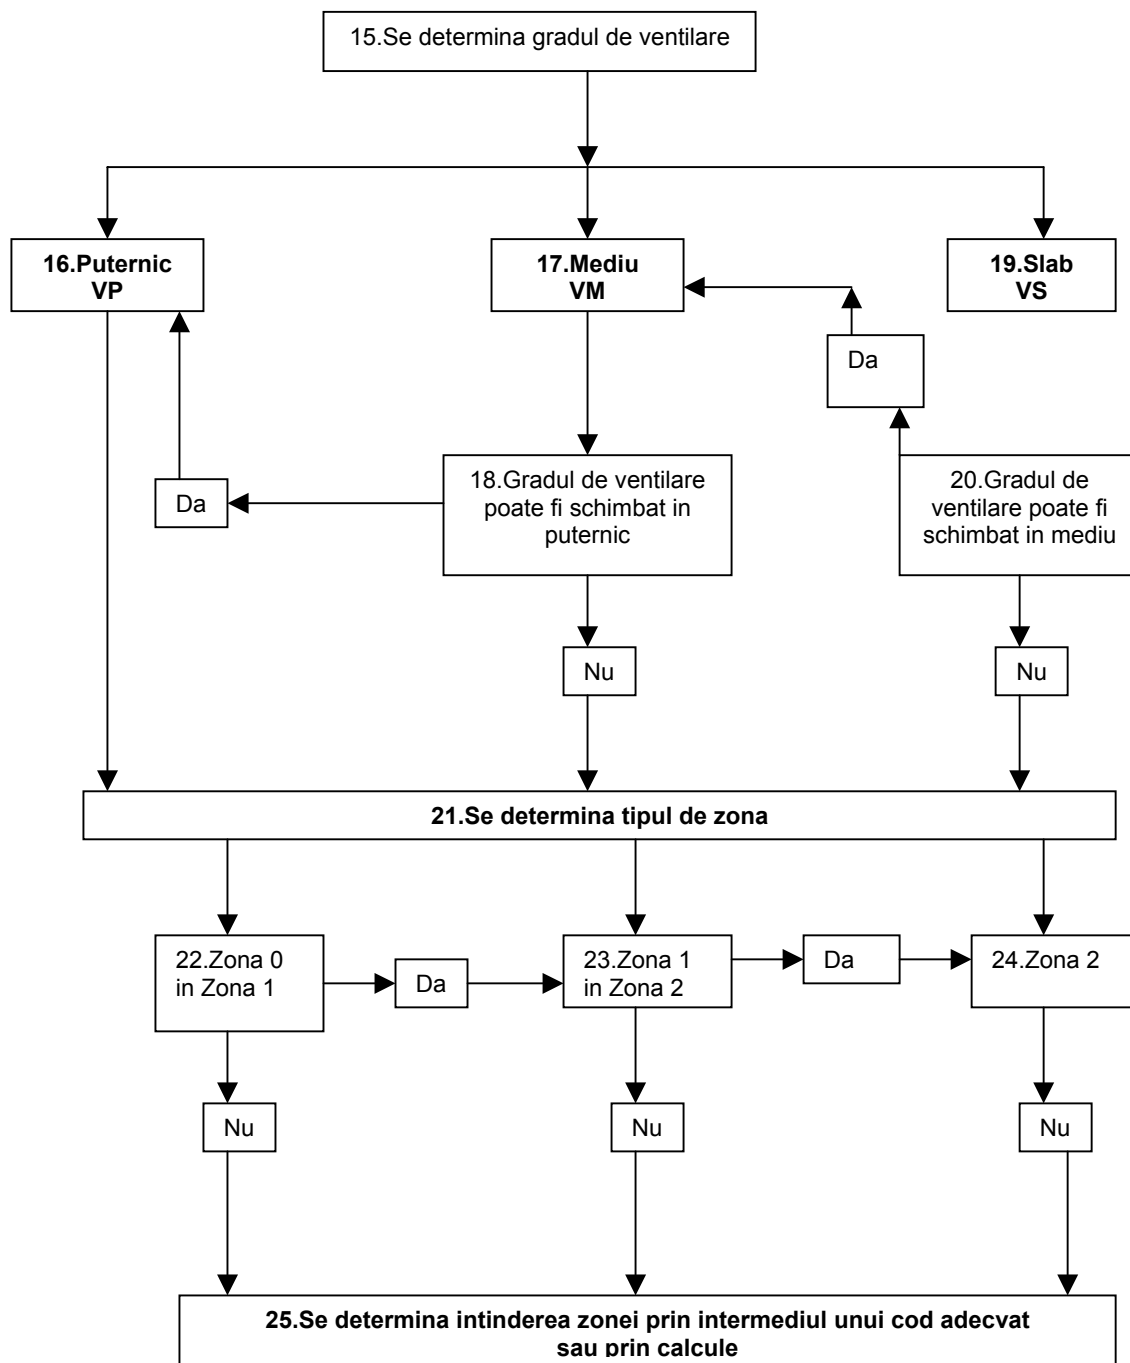 15.Se determina gradul de ventilare
16.Puternic
VP
17.Mediu
VM
19.Slab
VS
Da
Da
18.Gradul de ventilare
poate fi schimbat in
puternic
20.Gradul de
ventilare poate fi
schimbat in mediu
Nu
Nu
21.Se determina tipul de zona
22.Zona 0
in Zona 1
Da
23.Zona 1
in Zona 2
Da
24.Zona 2
Nu
Nu
Nu
25.Se determina intinderea zonei prin intermediul unui cod adecvat
sau prin calcule